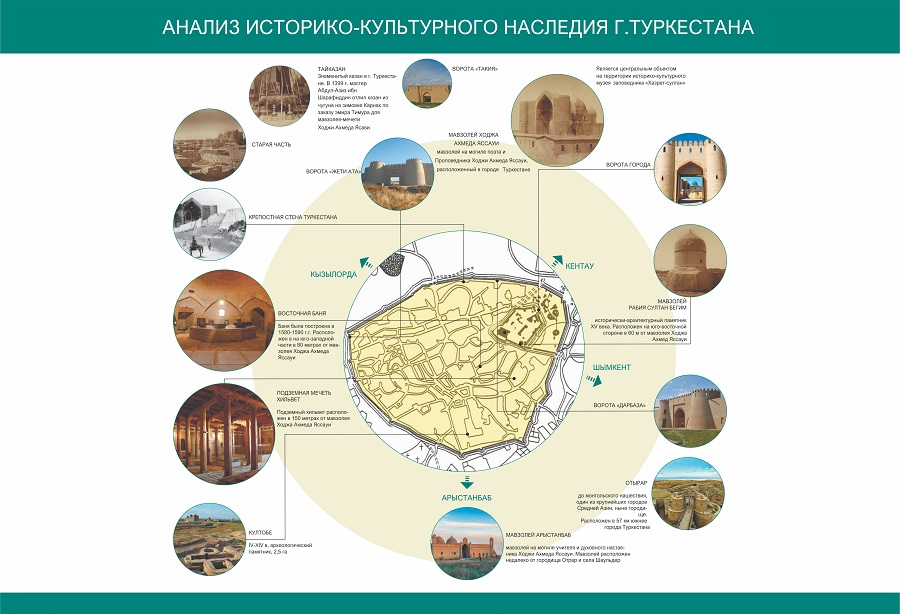 АНАЛИЗ ИСТОРИКО-КУЛЬТУРНОГО НАСЛЕДИЯ Г.ТУРКЕСТАНА
ТАЙКАЗАН
Знаменитый казан в г. Туркеста-
не. В 1399 г. мастер
Абдул-Азиз ибн
Шарафиддин отлил казан из
чугуна на зимовке Карнак по
заказу эмира Тимура для
мавзолея-мечети
Ходжи Ахмеда Ясави
ВОРОТА «ТАКИЯ»
Является центральным объектом
на территории историко-культурного
музея заповедника «Хазрет-султан»
СТАРАЯ ЧАСТЬ
МАВЗОЛЕЙ ХОДЖА
АХМЕДА ЯССАУИ
мавзолей на могиле поэта и
Проповедника Ходжи Ахмеда Яссауи,
расположенный в городе Туркестане
ВОРОТА «ЖЕТИ АТА»
ВОРОТА ГОРОДА
КРЕПОСТНАЯ СТЕНА ТУРКЕСТАНА
КЫЗЫЛОРДА
КЕНТАУ
МАВЗОЛЕЙ
РАБИЯ СУЛТАН БЕГИМ
исторически-архитектурный памятник
XV века. Расположен на юго-восточной
стороне в 80 м от мавзолея Ходжа
Ахмед Яссауи
ВОСТОЧНАЯ БАНЯ
Баня была построена в
1580-1590 г.г. Располо-
жен в на юго-западной
части в 80 метрах от мав-
золея Ходжа Ахмеда
Яссауи
ШЫМКЕНТ
ПОДЗЕМНАЯ МЕЧЕТЬ
ХИЛЬВЕТ
Подземный хильвет располо-
жен в 150 метрах от мавзолея
Ходжа Ахмеда Яссауи
ВОРОТА «ДАРБАЗА»
АРЫСТАНБАБ
ОТЫРАР
до монгольского нашествия,
один из крупнейших городов
Средней Азии, ныне городи-
ще.
Расположен в 57 км южнее
города Туркестана
КУЛТОБЕ
IV-XIV в, археологический
памятник, 2,5 га
МАВЗОЛЕЙ АРЫСТАНБАБ
мавзолей на могиле учителя и духовного настав-
ника Ходжи Ахмеда Яссауи, Мавзолей расположен
недалеко от городища Отрар и села Шаульдер